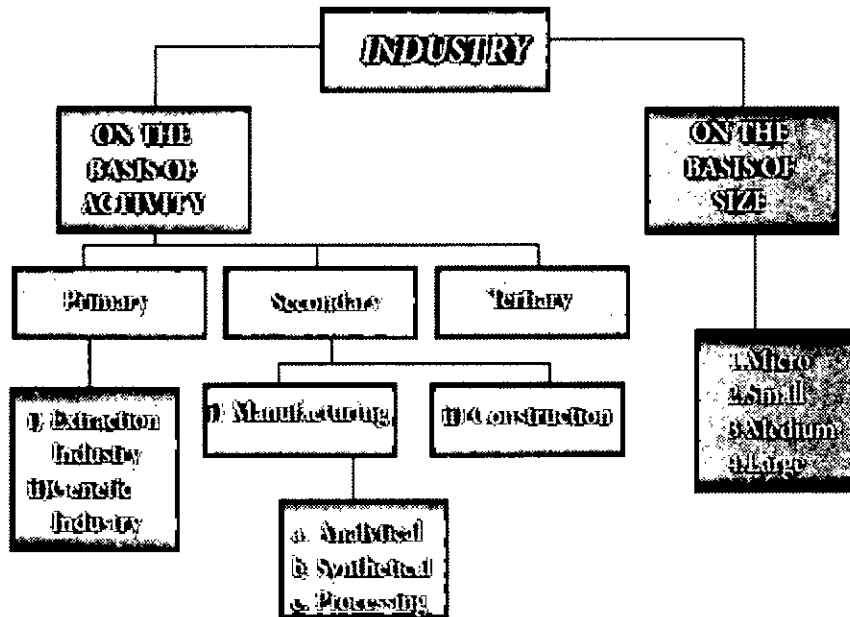 INDUSTRY
ON THE
BASIS OF
ACTIVITY
ON THE
BASIS OF
SIZE
Primary
Secondary
Tertiary
i) Extraction
Industry
ii)Genetic
Industry
i) Manufacturing
ii) Construction
1.Micro
2.Small
3.Medium
4.Large
a. Analytical
b. Synthetical
c. Processing